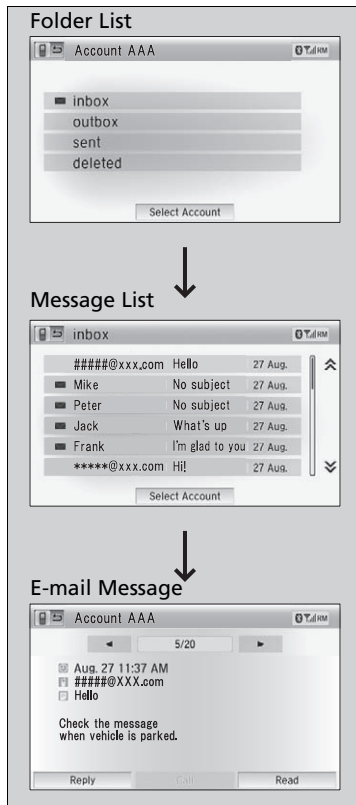 Folder List
Account AAA RM
inbox
outbox
sent
deleted
Select Account
Message List
inbox RM
#####@xxx.com Hello 27 Aug.
Mike No subject 27 Aug.
Peter No subject 27 Aug.
Jack What's up 27 Aug.
Frank I'm glad to you 27 Aug.
*****@xxx.com Hi! 27 Aug.
Select Account
E-mail Message
Account AAA RM
5/20
Aug. 27 11:37 AM
#####@XXX.com
Hello
Check the message
when vehicle is parked.
Reply Call Read